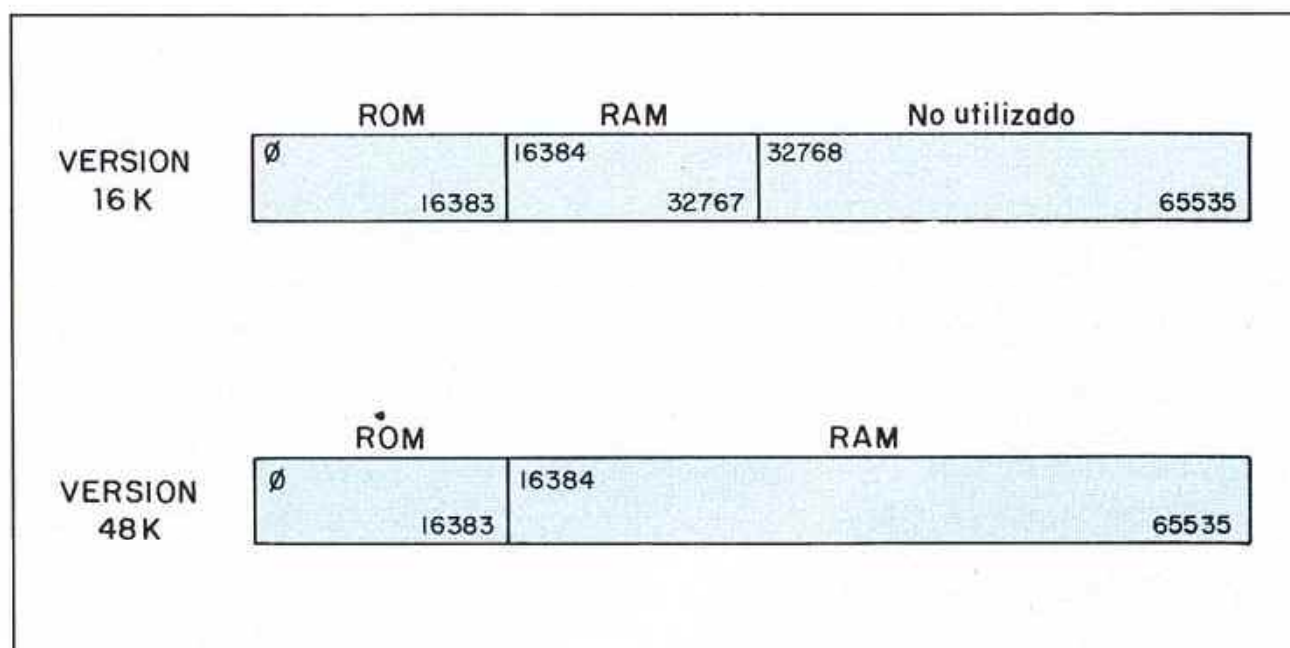 ROM RAM No utilizado
VERSION
16 K
Ø 16384 32768
16383 32767 65535
ROM RAM
VERSION
48 K
Ø 16384
16383 65535